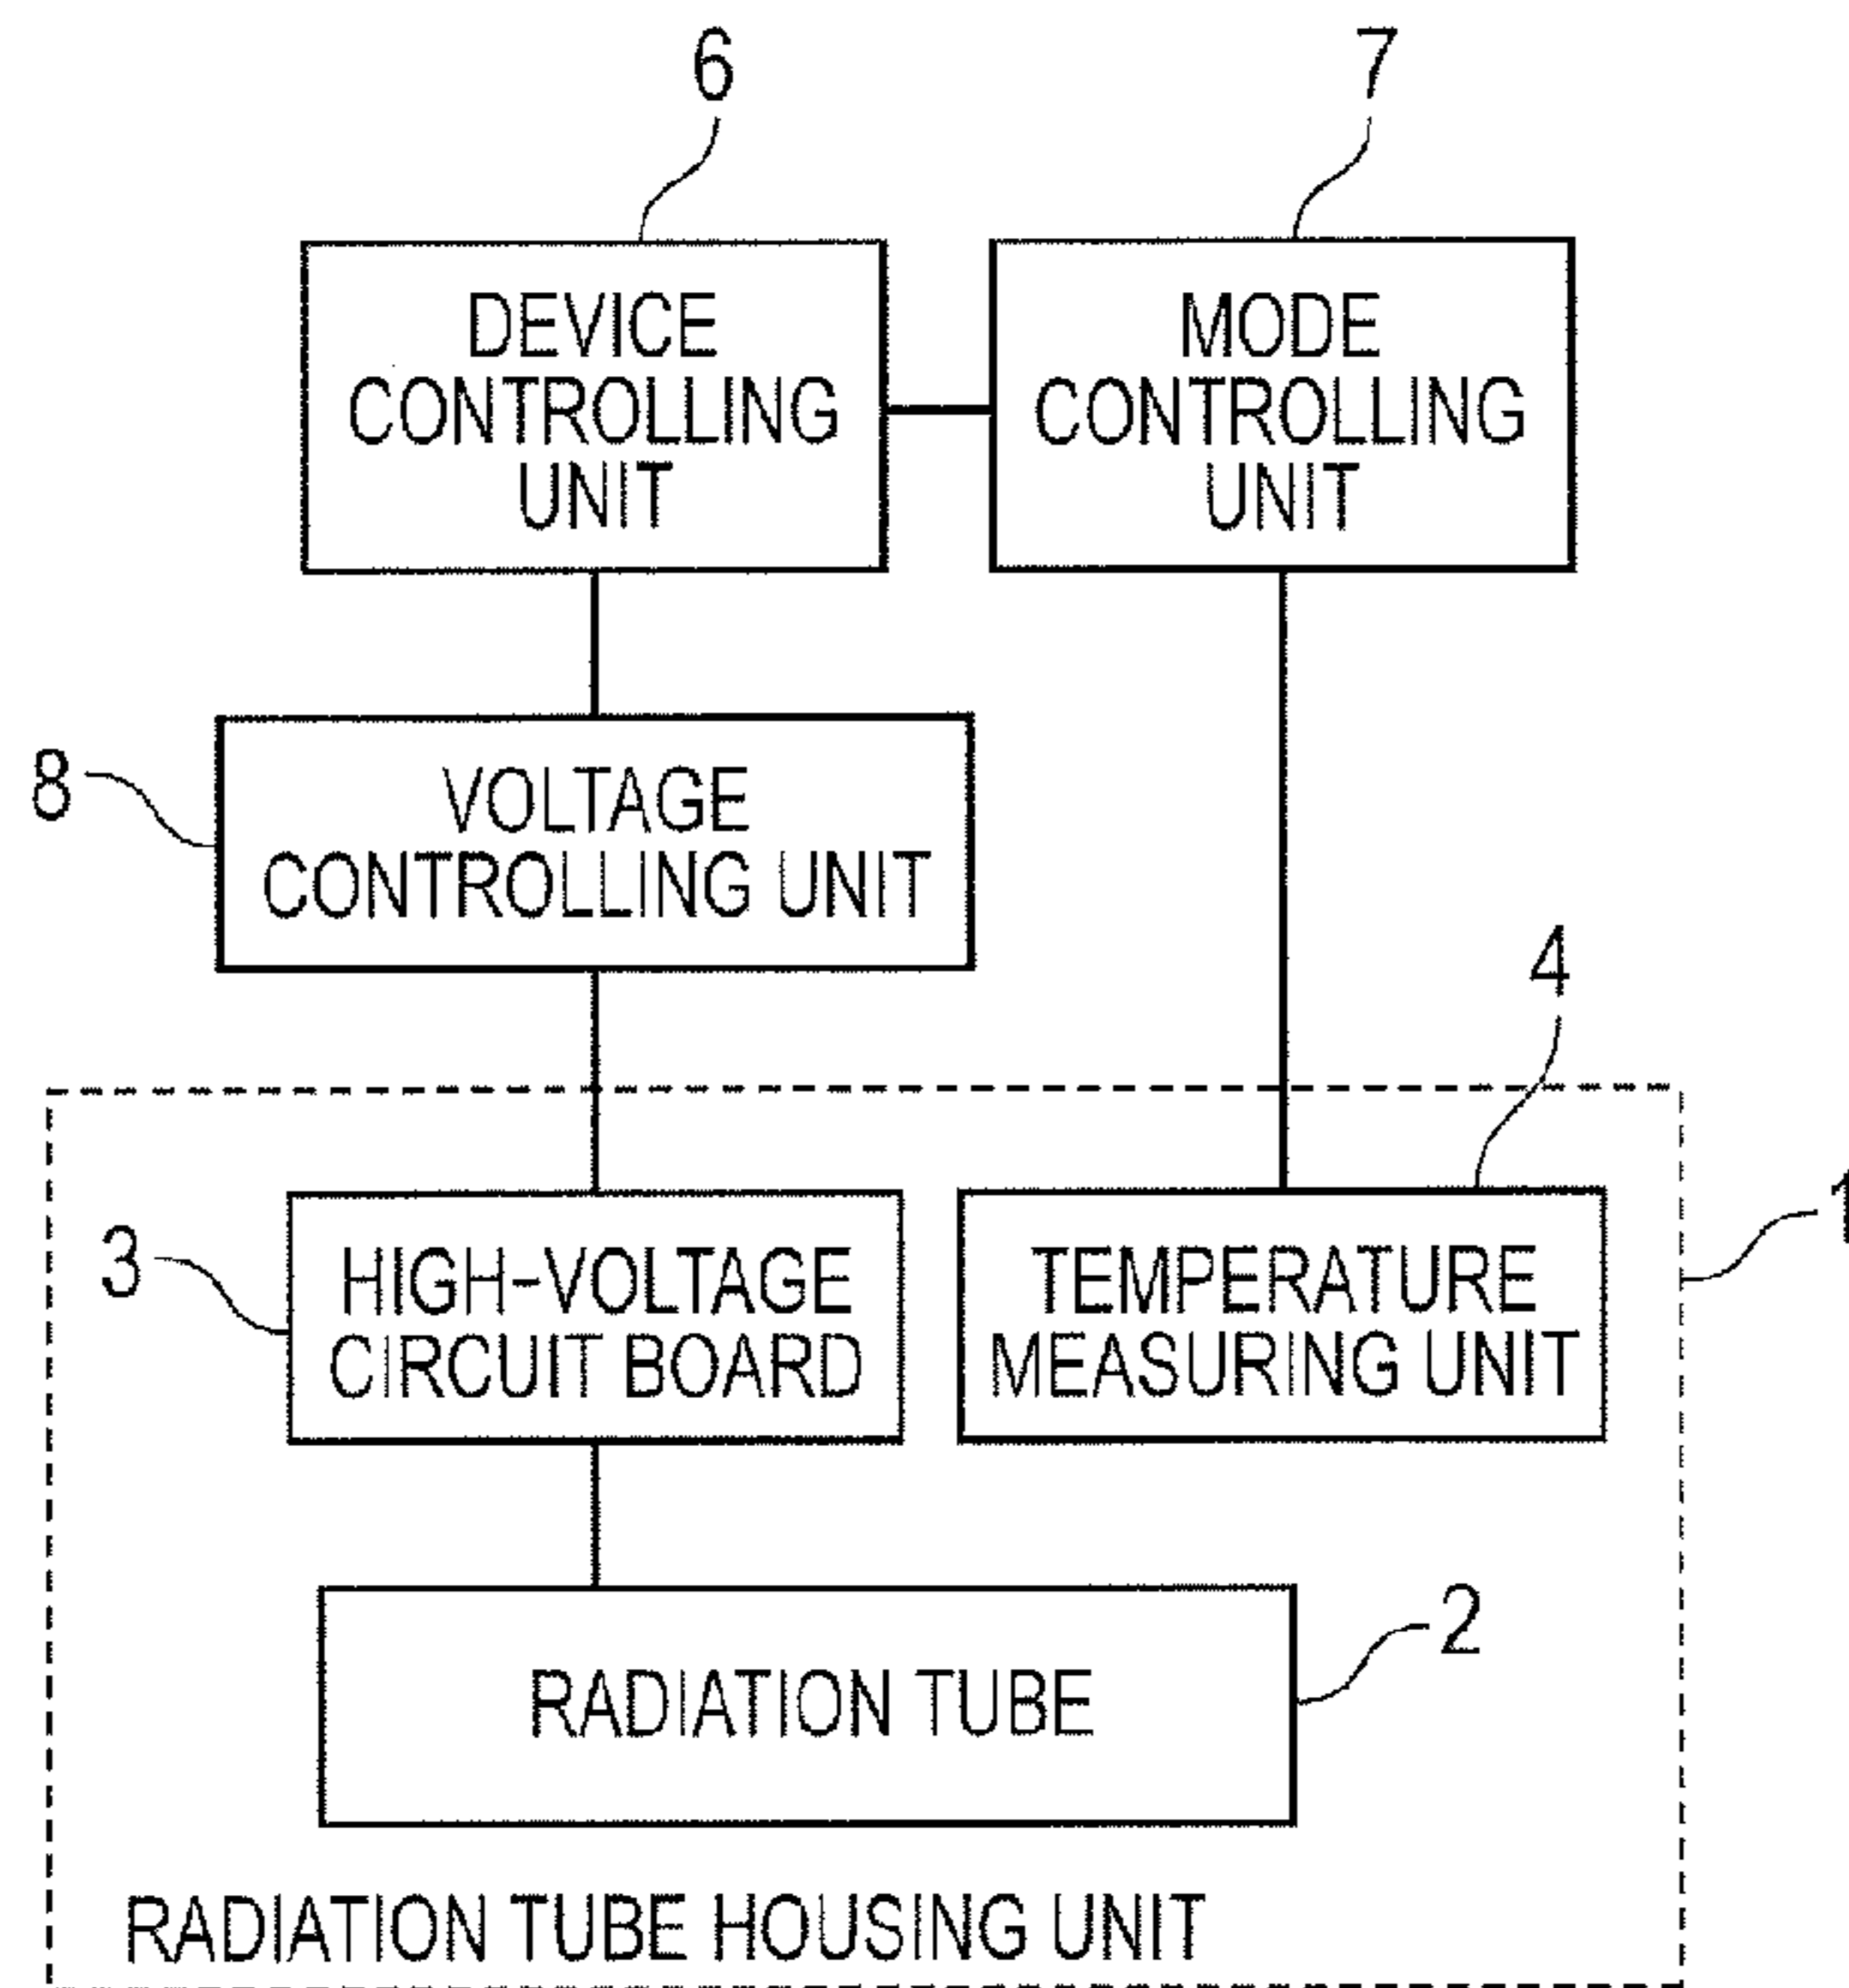 6
7
DEVICE
CONTROLLING
UNIT
MODE
CONTROLLING
UNIT
8
VOLTAGE
CONTROLLING UNIT
4
3
HIGH-VOLTAGE
CIRCUIT BOARD
TEMPERATURE
MEASURING UNIT
1
2
RADIATION TUBE
RADIATION TUBE HOUSING UNIT